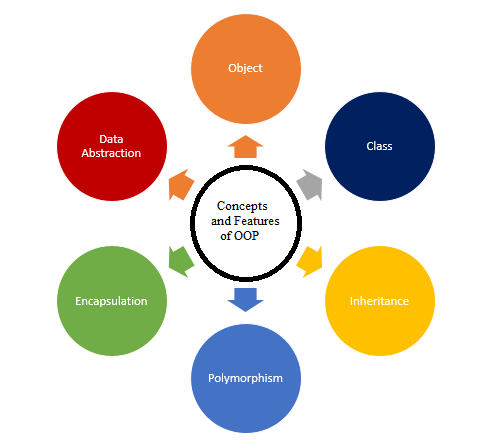 Object
Data
Abstraction
Class
Concepts
and Features
of OOP
Encapsulation
Inheritance
Polymorphism